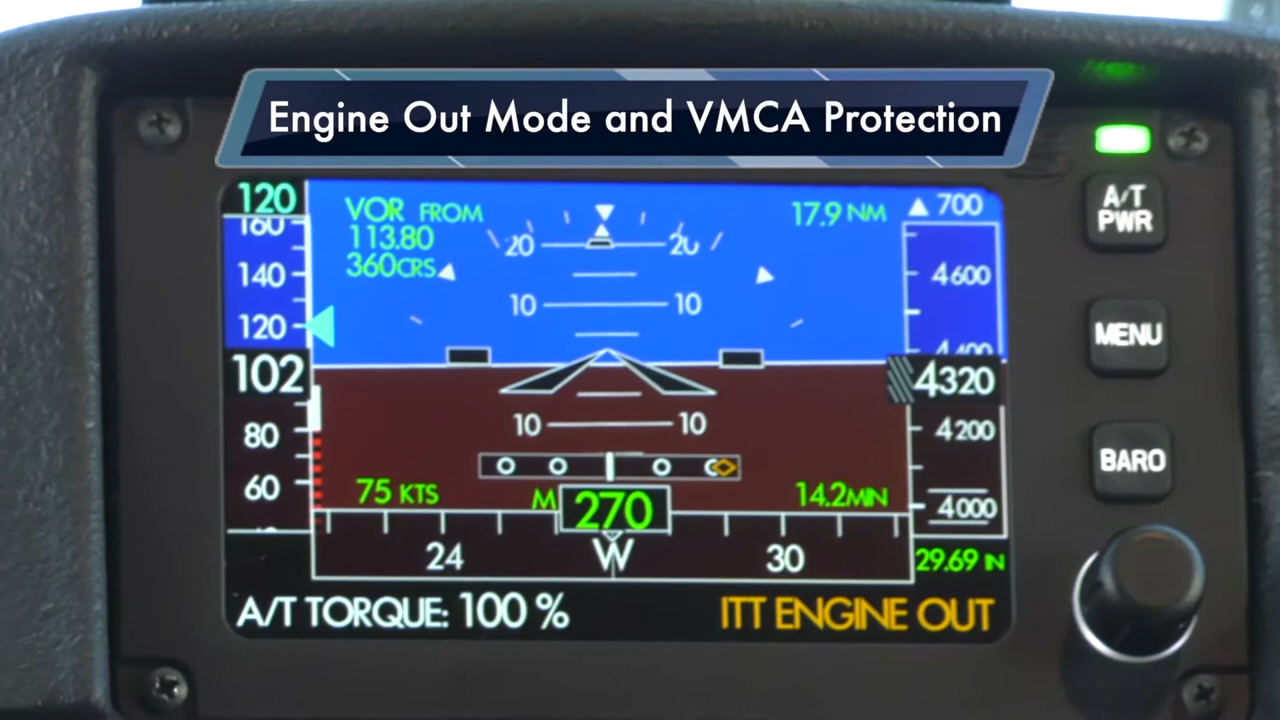 Engine Out Mode and VMCA Protection
A/T
PWR
MENU
BARO
120
160
140
120
102
80
60
VOR FROM
113.80
360CRS
17.9 NM
20 20
10 10
10 10
75 KTS
M 270
14.2MIN
24 W 30
700
4600
4400
4320
4200
4000
29.69 IN
A/T TORQUE: 100 %
ITT ENGINE OUT